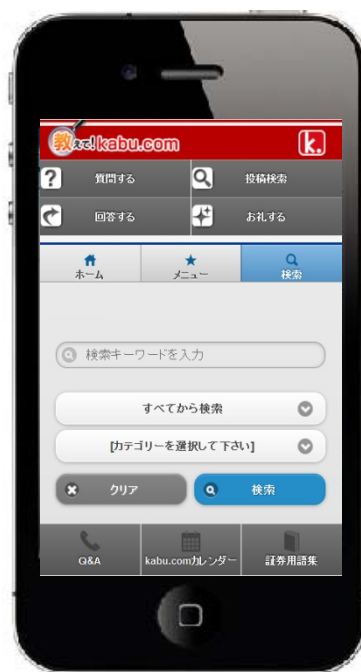 教えて! kabu.com k.
? 質問する 投稿検索
回答する お礼する
ホーム メニュー 検索
検索キーワードを入力
すべてから検索
[カテゴリーを選択して下さい]
クリア 検索
Q&A kabu.comカレンダー 証券用語集